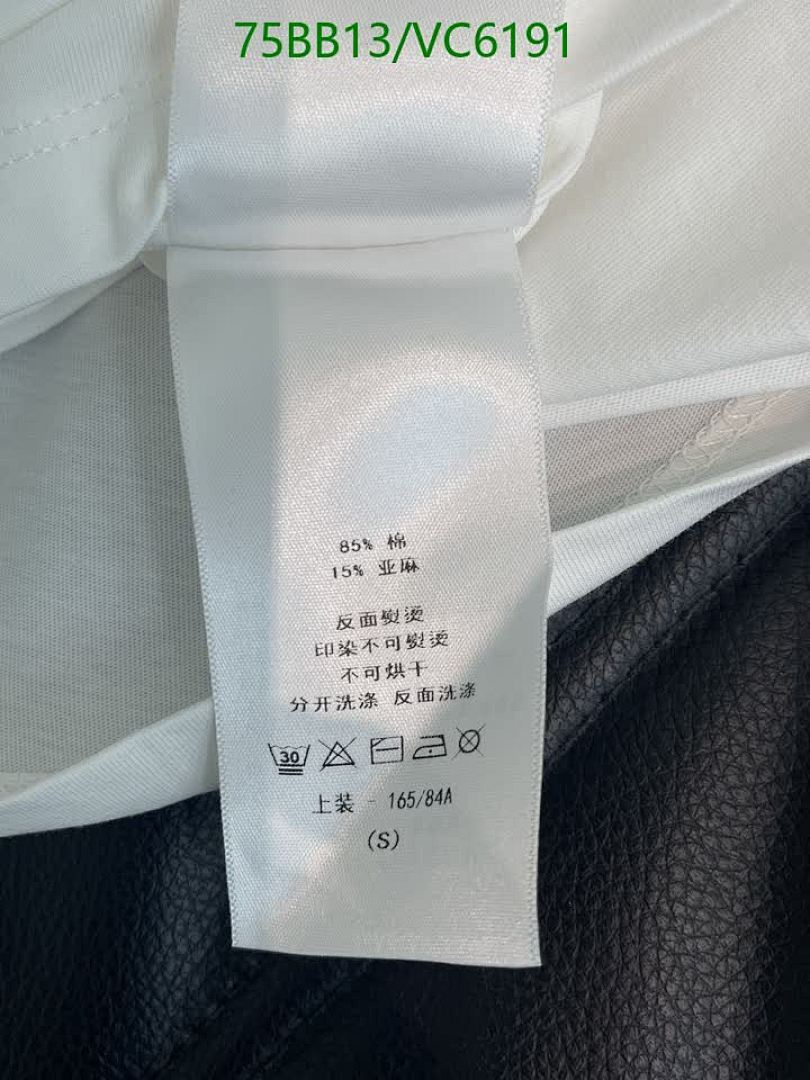 75BB13/VC6191
85% 棉
15% 亚麻
反面熨烫
印染不可熨烫
不可烘干
分开洗涤 反面洗涤
30
上装 - 165/84A
(S)